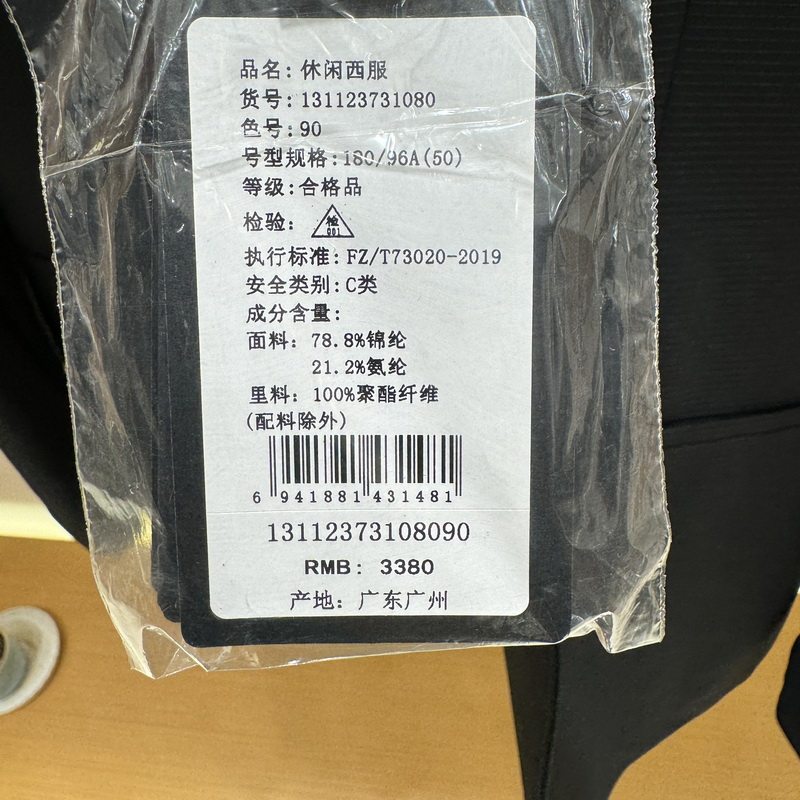 品名: 休闲西服
货号: 131123731080
色号: 90
号型规格: 180/96A(50)
等级: 合格品
检验: 检 001
执行标准: FZ/T73020-2019
安全类别: C类
成分含量:
面料: 78.8%锦纶
21.2%氨纶
里料: 100%聚酯纤维
(配料除外)
6 941881 431481
13112373108090
RMB: 3380
产地: 广东广州